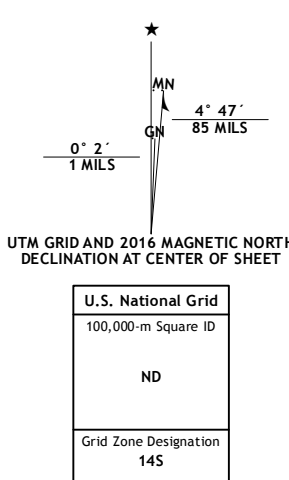 ★
MN
GN
4° 47´
85 MILS
0° 2´
1 MILS
UTM GRID AND 2016 MAGNETIC NORTH
DECLINATION AT CENTER OF SHEET
U.S. National Grid
100,000-m Square ID
ND
Grid Zone Designation
14S